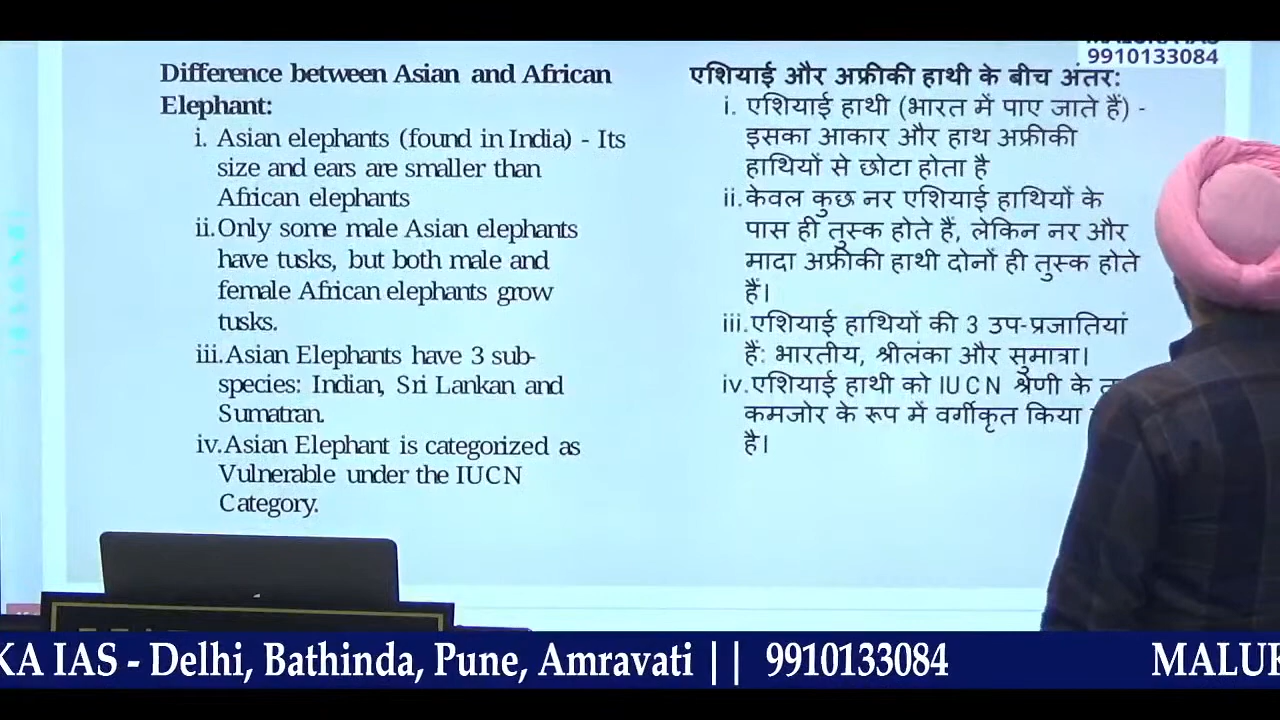 9910133084
Difference between Asian and African
Elephant:
i. Asian elephants (found in India) - Its
size and ears are smaller than
African elephants
ii.Only some male Asian elephants
have tusks, but both male and
female African elephants grow
tusks.
iii.Asian Elephants have 3 sub-
species: Indian, Sri Lankan and
Sumatran.
iv.Asian Elephant is categorized as
Vulnerable under the IUCN
Category.
एशियाई और अफ्रीकी हाथी के बीच अंतर:
i. एशियाई हाथी (भारत में पाए जाते हैं) -
इसका आकार और हाथ अफ्रीकी
हाथियों से छोटा होता है
ii.केवल कुछ नर एशियाई हाथियों के
पास ही तुस्क होते हैं, लेकिन नर और
मादा अफ्रीकी हाथी दोनों ही तुस्क होते
हैं।
iii.एशियाई हाथियों की 3 उप-प्रजातियां
हैं: भारतीय, श्रीलंका और सुमात्रा।
iv.एशियाई हाथी को IUCN श्रेणी के
कमजोर के रूप में वर्गीकृत किया
है।
KA IAS - Delhi, Bathinda, Pune, Amravati || 9910133084 MALUK